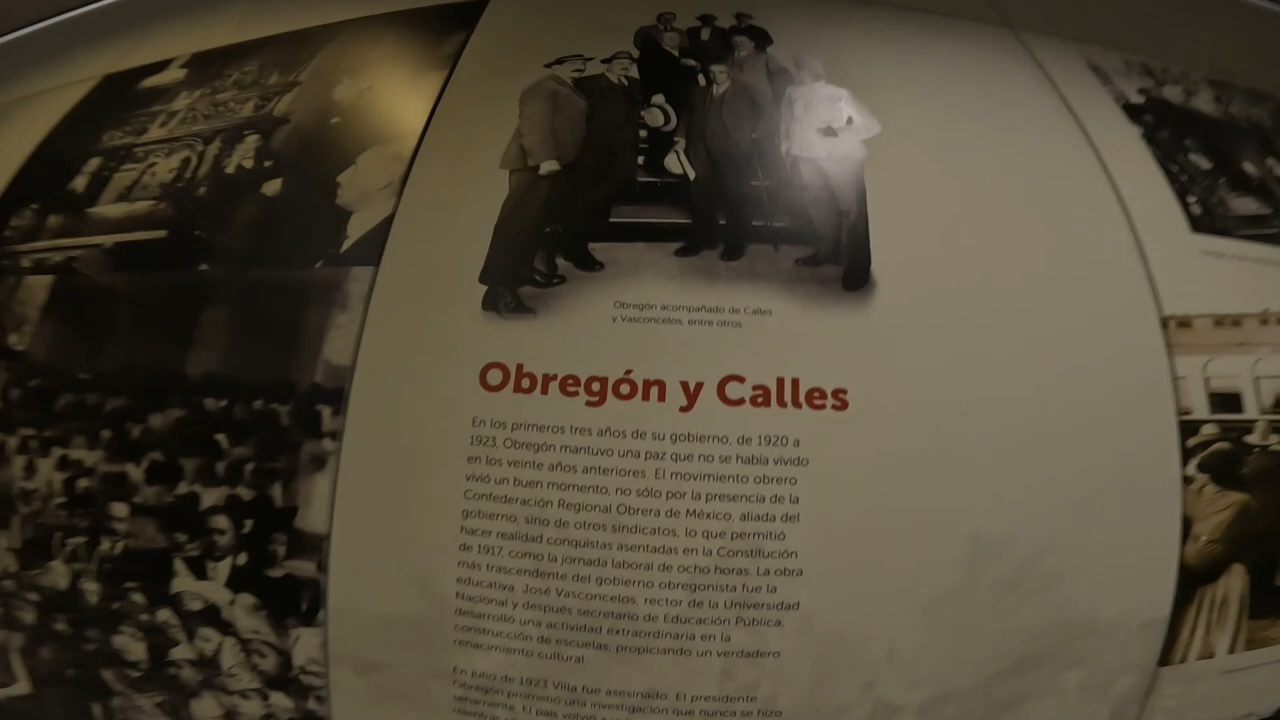 Obregón acompañado de Calles
y Vasconcelos, entre otros.
Obregón y Calles
En los primeros tres años de su gobierno, de 1920 a
1923, Obregón mantuvo una paz que no se había vivido
en los veinte años anteriores. El movimiento obrero
vivió un buen momento, no sólo por la presencia de la
Confederación Regional Obrera de México, aliada del
gobierno, sino de otros sindicatos, lo que permitió
hacer realidad conquistas asentadas en la Constitución
de 1917, como la jornada laboral de ocho horas. La obra
más trascendente del gobierno obregonista fue la
educativa. José Vasconcelos, rector de la Universidad
Nacional y después secretario de Educación Pública,
desarrolló una actividad extraordinaria en la
construcción de escuelas, propiciando un verdadero
renacimiento cultural.
En julio de 1923 Villa fue asesinado. El presidente
Obregón prometió una investigación que nunca se hizo
seriamente. El país volvió